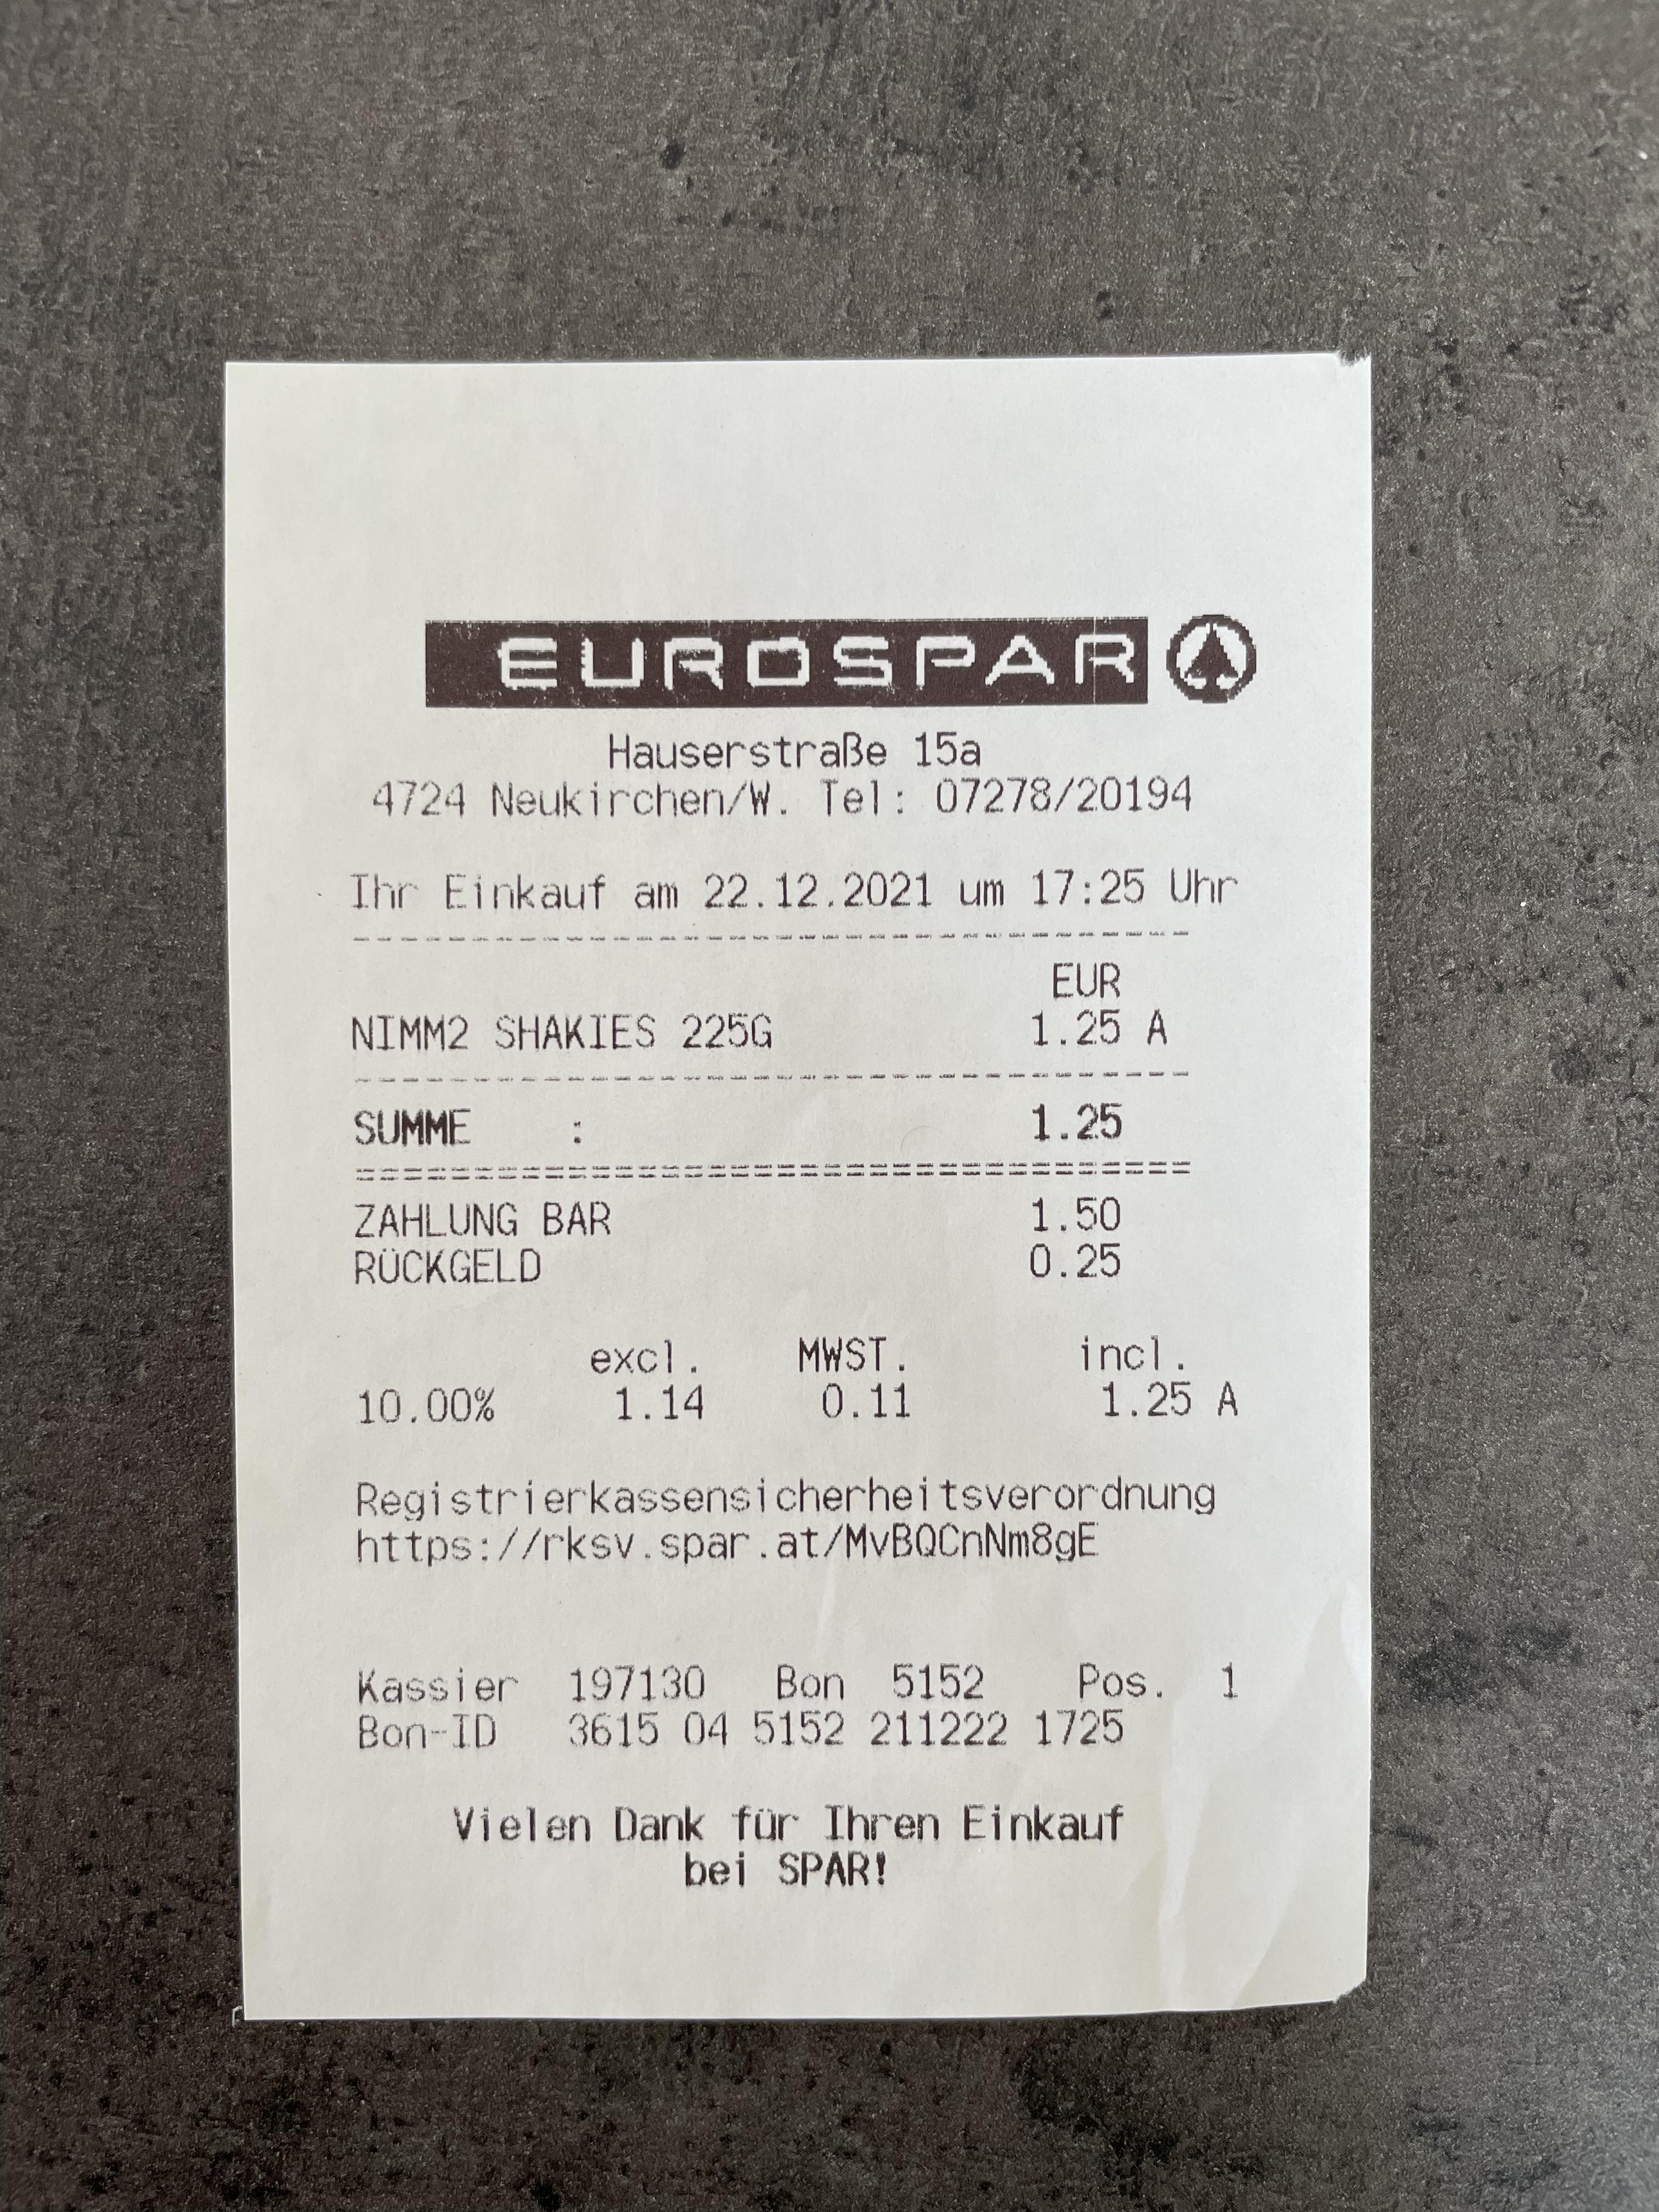 EUROSPAR
Hauserstraße 15a
4724 Neukirchen/W. Tel: 07278/20194
Ihr Einkauf am 22.12.2021 um 17:25 Uhr
EUR
NIMM2 SHAKIES 225G 1.25 A
SUMME : 1.25
ZAHLUNG BAR 1.50
RÜCKGELD 0.25
excl. MWST. incl.
10.00% 1.14 0.11 1.25 A
Registrierkassensicherheitsverordnung
https://rksv.spar.at/MvBQCnNm8gE
Kassier 197130 Bon 5152 Pos. 1
Bon-ID 3615 04 5152 211222 1725
Vielen Dank für Ihren Einkauf
bei SPAR!